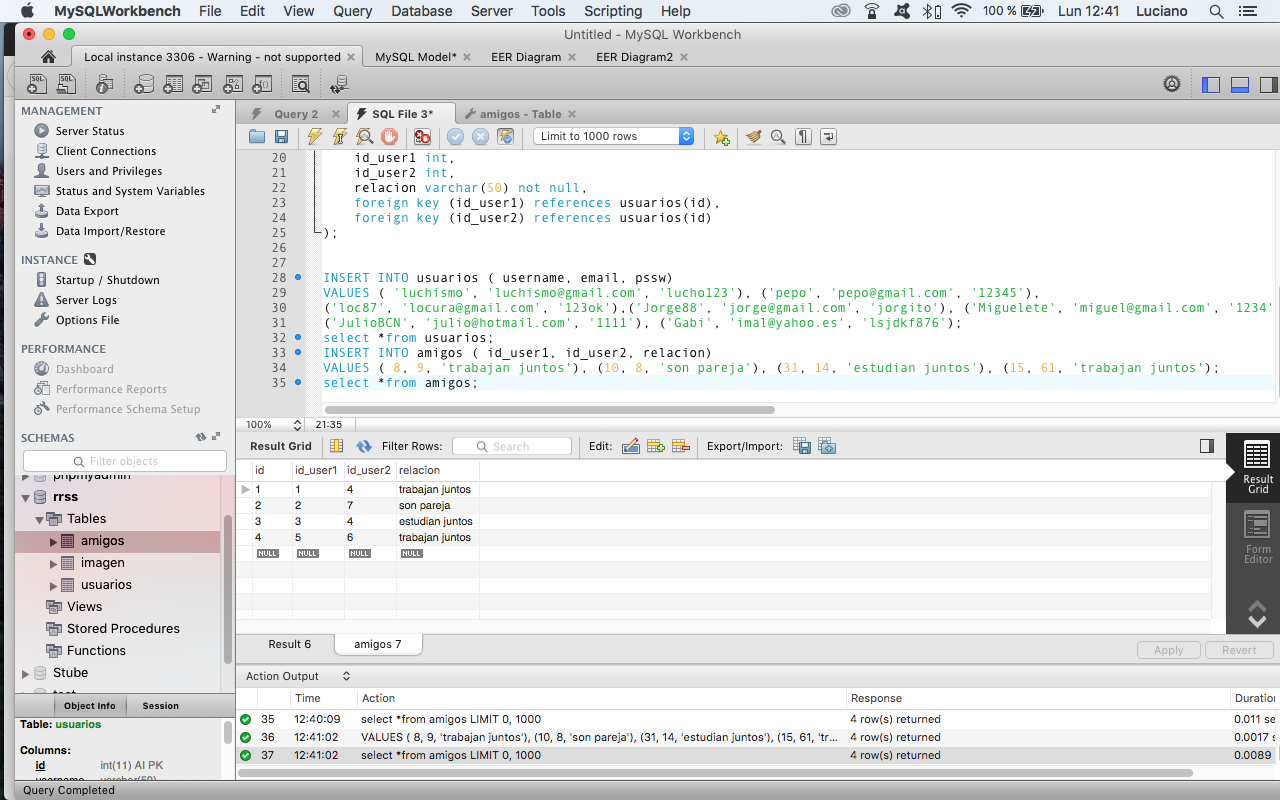 MySQLWorkbench File Edit View Query Database Server Tools Scripting Help 100 % Lun 12:41 Luciano
Untitled - MySQL Workbench
Local instance 3306 - Warning - not supported MySQL Model* EER Diagram EER Diagram2
MANAGEMENT
Server Status
Client Connections
Users and Privileges
Status and System Variables
Data Export
Data Import/Restore
INSTANCE
Startup / Shutdown
Server Logs
Options File
PERFORMANCE
Dashboard
Performance Reports
Performance Schema Setup
SCHEMAS
Filter objects
phpmyadmin
rrss
Tables
amigos
imagen
usuarios
Views
Stored Procedures
Functions
Stube
Object Info Session
Table: usuarios
Columns:
id int(11) AI PK
username varchar(50)
Query 2 SQL File 3* amigos - Table
Limit to 1000 rows
20 id_user1 int,
21 id_user2 int,
22 relacion varchar(50) not null,
23 foreign key (id_user1) references usuarios(id),
24 foreign key (id_user2) references usuarios(id)
25 );
26
27
28 INSERT INTO usuarios ( username, email, pssw)
29 VALUES ( 'luchismo', 'luchismo@gmail.com', 'lucho123'), ('pepo', 'pepo@gmail.com', '12345'),
30 ('loc87', 'locura@gmail.com', '123ok'),('Jorge88', 'jorge@gmail.com', 'jorgito'), ('Miguelete', 'miguel@gmail.com', '1234'
31 ('JulioBCN', 'julio@hotmail.com', '1111'), ('Gabi', 'imal@yahoo.es', 'lsjdkf876');
32 select *from usuarios;
33 INSERT INTO amigos ( id_user1, id_user2, relacion)
34 VALUES ( 8, 9, 'trabajan juntos'), (10, 8, 'son pareja'), (31, 14, 'estudian juntos'), (15, 61, 'trabajan juntos');
35 select *from amigos;
100% 21:35
Result Grid Filter Rows: Search Edit: Export/Import:
id id_user1 id_user2 relacion
1 1 4 trabajan juntos
2 2 7 son pareja
3 3 4 estudian juntos
4 5 6 trabajan juntos
NULL NULL NULL NULL
Result
Grid
Form
Editor
Result 6 amigos 7 Apply Revert
Action Output
Time Action Response Duration
35 12:40:09 select *from amigos LIMIT 0, 1000 4 row(s) returned 0.011 se
36 12:41:02 VALUES ( 8, 9, 'trabajan juntos'), (10, 8, 'son pareja'), (31, 14, 'estudian juntos'), (15, 61, 'tr... 4 row(s) returned 0.0017 s
37 12:41:02 select *from amigos LIMIT 0, 1000 4 row(s) returned 0.0089
Query Completed